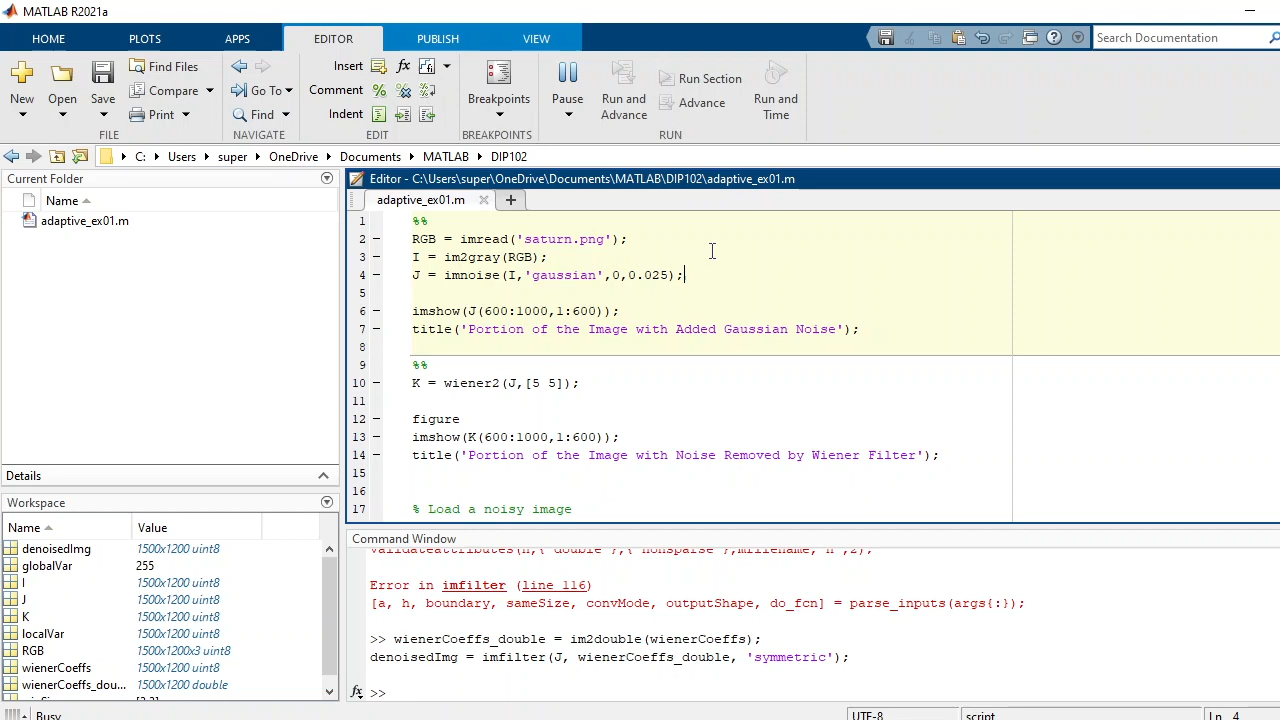 MATLAB R2021a
HOME PLOTS APPS EDITOR PUBLISH VIEW Search Documentation
New Open Save Find Files Compare Print Go To Find Insert Comment Indent Breakpoints Pause Run and Advance Run Section Advance Run and Time
FILE NAVIGATE EDIT BREAKPOINTS RUN
C: Users super OneDrive Documents MATLAB DIP102
Current Folder
Name
adaptive_ex01.m
Details
Workspace
Name Value
denoisedImg 1500x1200 uint8
globalVar 255
I 1500x1200 uint8
J 1500x1200 uint8
K 1500x1200 uint8
localVar 1500x1200 uint8
RGB 1500x1200x3 uint8
wienerCoeffs 1500x1200 uint8
wienerCoeffs_dou... 1500x1200 double
Editor - C:\Users\super\OneDrive\Documents\MATLAB\DIP102\adaptive_ex01.m
adaptive_ex01.m
1 %%
2 RGB = imread('saturn.png');
3 I = im2gray(RGB);
4 J = imnoise(I,'gaussian',0,0.025);
5
6 imshow(J(600:1000,1:600));
7 title('Portion of the Image with Added Gaussian Noise');
8
9 %%
10 K = wiener2(J,[5 5]);
11
12 figure
13 imshow(K(600:1000,1:600));
14 title('Portion of the Image with Noise Removed by Wiener Filter');
15
16
17 % Load a noisy image
Command Window
Error in imfilter (line 116)
[a, h, boundary, sameSize, convMode, outputShape, do_fcn] = parse_inputs(args{:});
>> wienerCoeffs_double = im2double(wienerCoeffs);
denoisedImg = imfilter(J, wienerCoeffs_double, 'symmetric');
fx >>
Busy UTF-8 script Ln 4